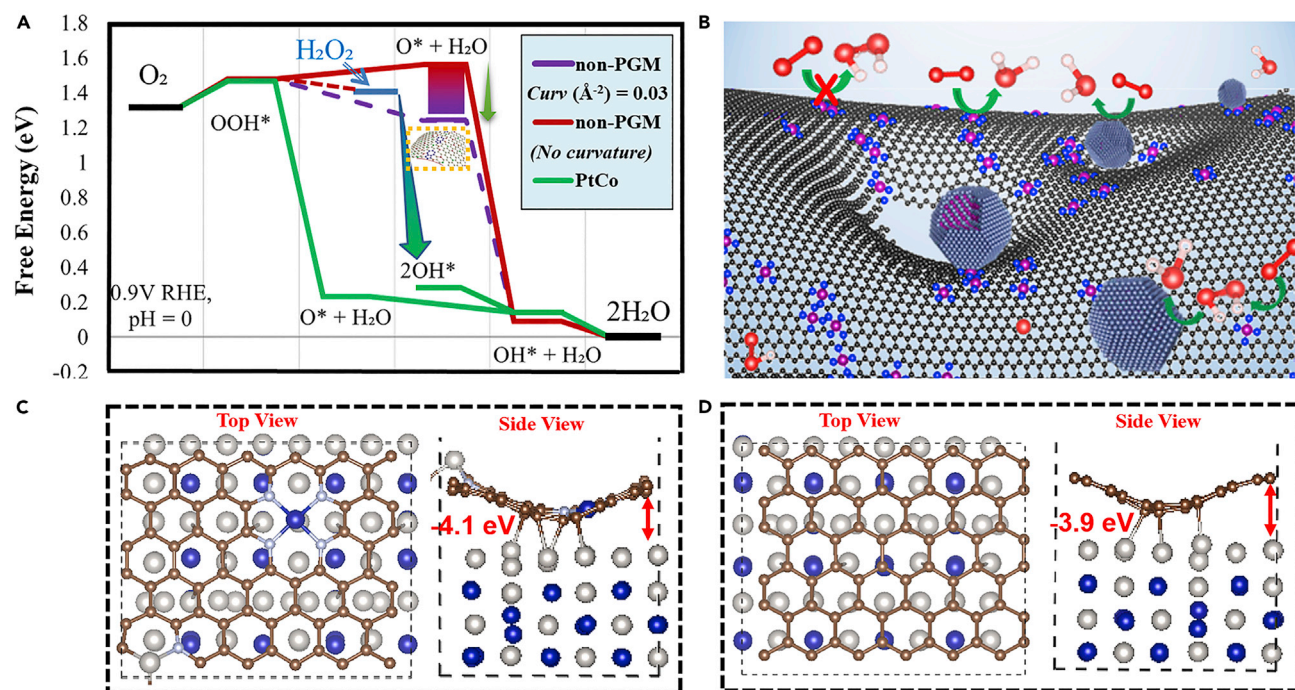 A
Free Energy (eV)
1.8
1.6
1.4
1.2
1
0.8
0.6
0.4
0.2
0
-0.2
O₂
OOH*
H₂O₂
O* + H₂O
non-PGM
Curv (Å⁻²) = 0.03
non-PGM
(No curvature)
PtCo
2OH*
0.9V RHE,
pH = 0
O* + H₂O
OH* + H₂O
2H₂O
B
C
Top View
Side View
-4.1 eV
D
Top View
Side View
-3.9 eV